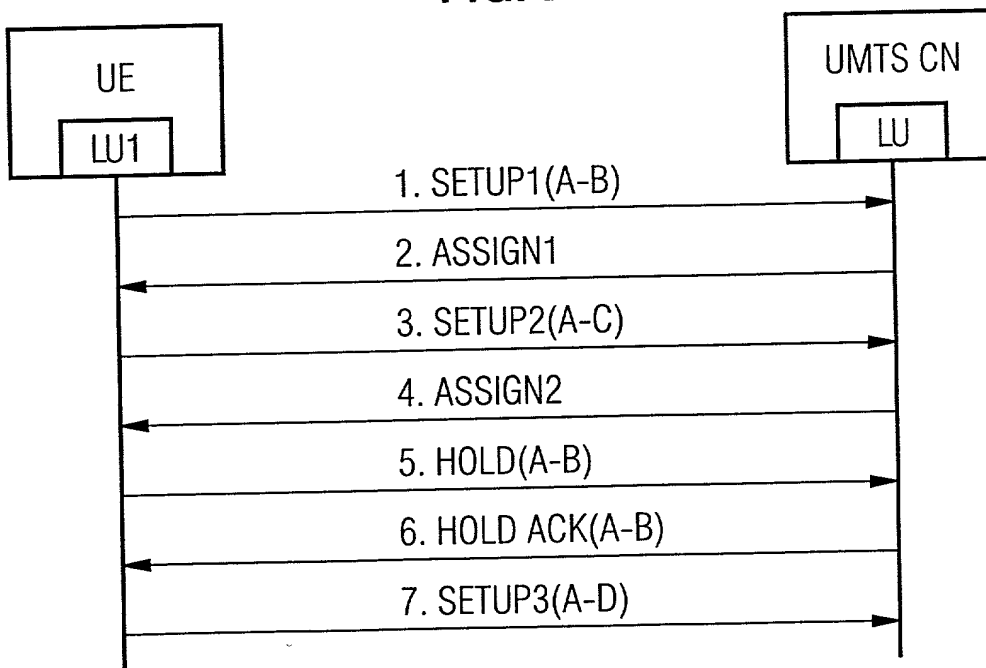 UE
LU1
UMTS CN
LU
1. SETUP1(A-B)
2. ASSIGN1
3. SETUP2(A-C)
4. ASSIGN2
5. HOLD(A-B)
6. HOLD ACK(A-B)
7. SETUP3(A-D)